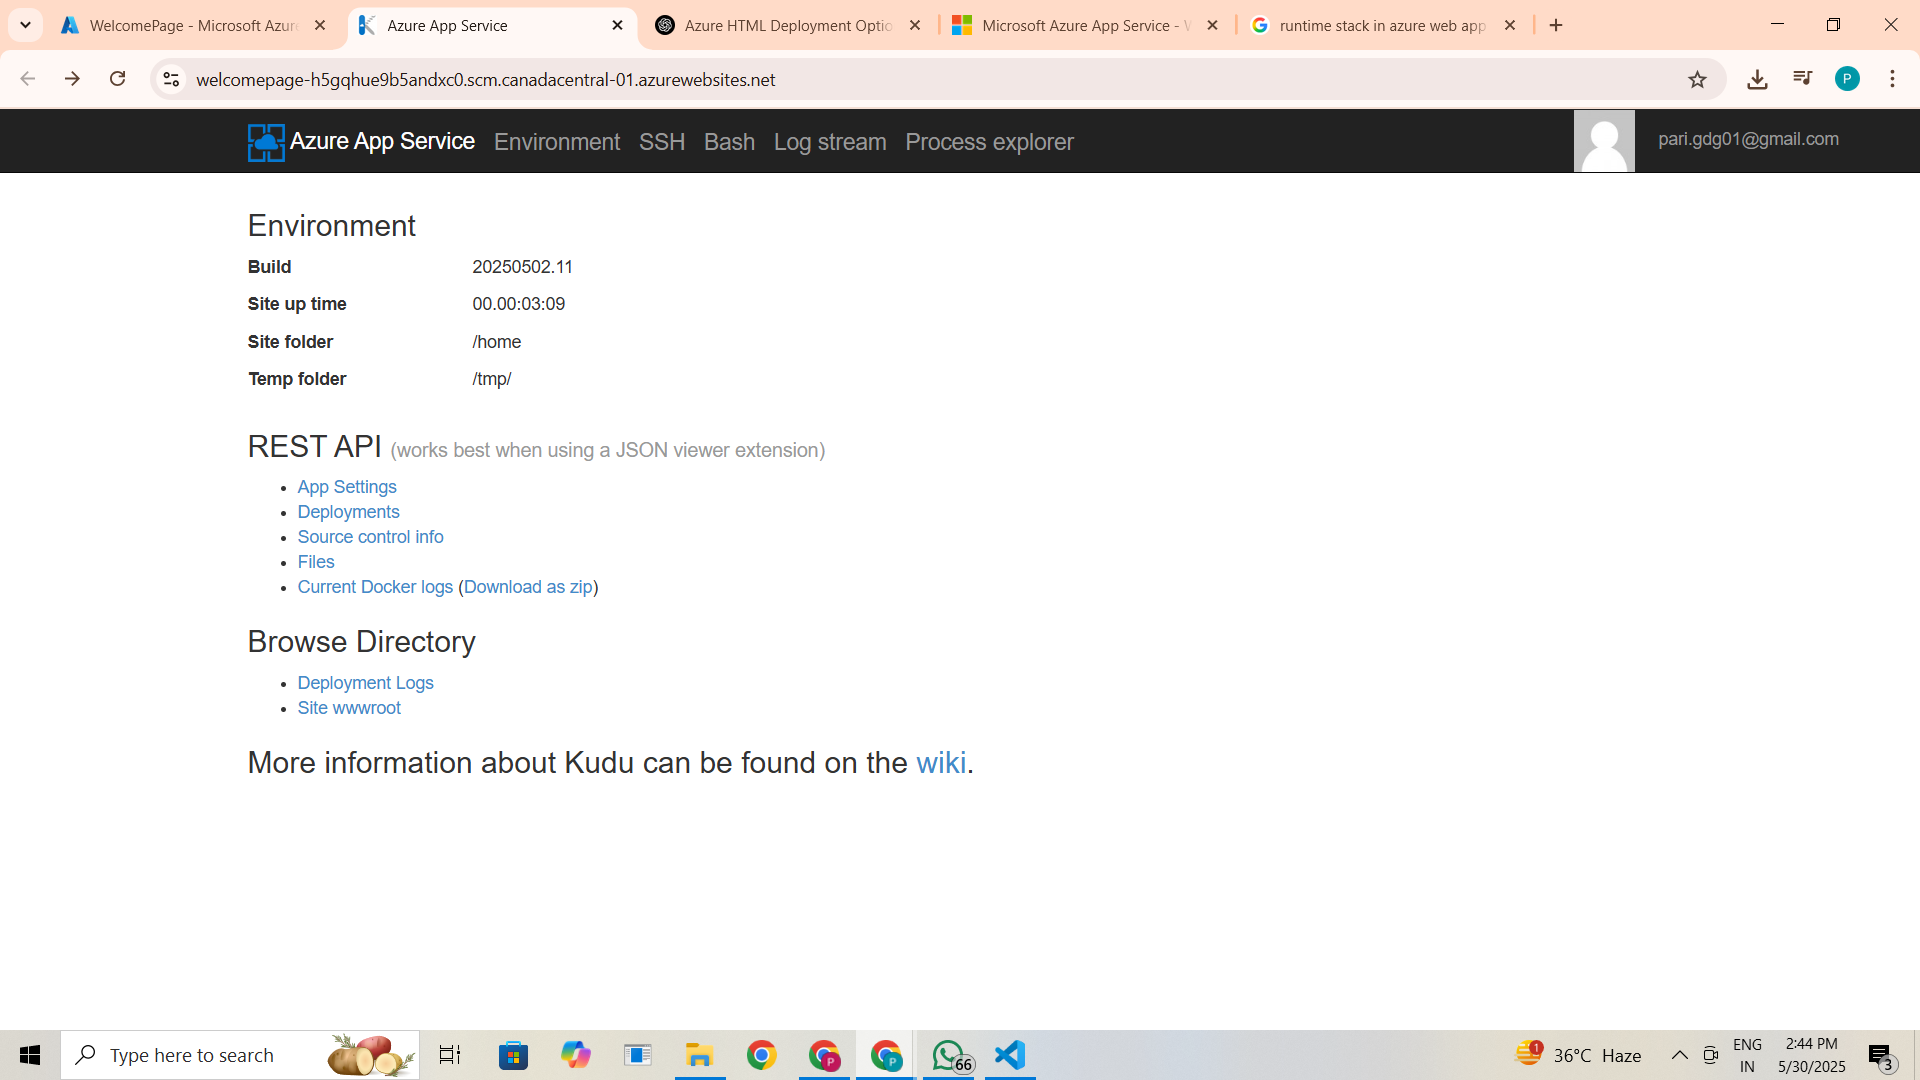 WelcomePage - Microsoft Azure
Azure App Service
Azure HTML Deployment Optio
Microsoft Azure App Service - W
runtime stack in azure web app
welcomepage-h5gqhue9b5andxc0.scm.canadacentral-01.azurewebsites.net
P
Azure App Service Environment SSH Bash Log stream Process explorer
pari.gdg01@gmail.com
Environment
Build 20250502.11
Site up time 00.00:03:09
Site folder /home
Temp folder /tmp/
REST API (works best when using a JSON viewer extension)
App Settings
Deployments
Source control info
Files
Current Docker logs (Download as zip)
Browse Directory
Deployment Logs
Site wwwroot
More information about Kudu can be found on the wiki.
Type here to search
P
P
66
1
36°C Haze
ENG
IN
2:44 PM
5/30/2025
3